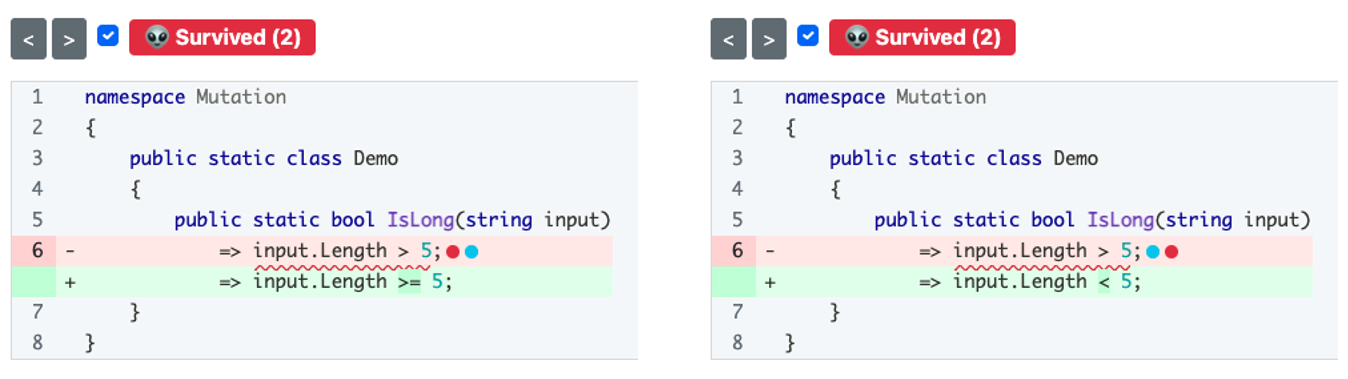 < > 👽 Survived (2)
1 namespace Mutation
2 {
3 public static class Demo
4 {
5 public static bool IsLong(string input)
6 - => input.Length > 5;
+ => input.Length >= 5;
7 }
8 }
< > 👽 Survived (2)
1 namespace Mutation
2 {
3 public static class Demo
4 {
5 public static bool IsLong(string input)
6 - => input.Length > 5;
+ => input.Length < 5;
7 }
8 }